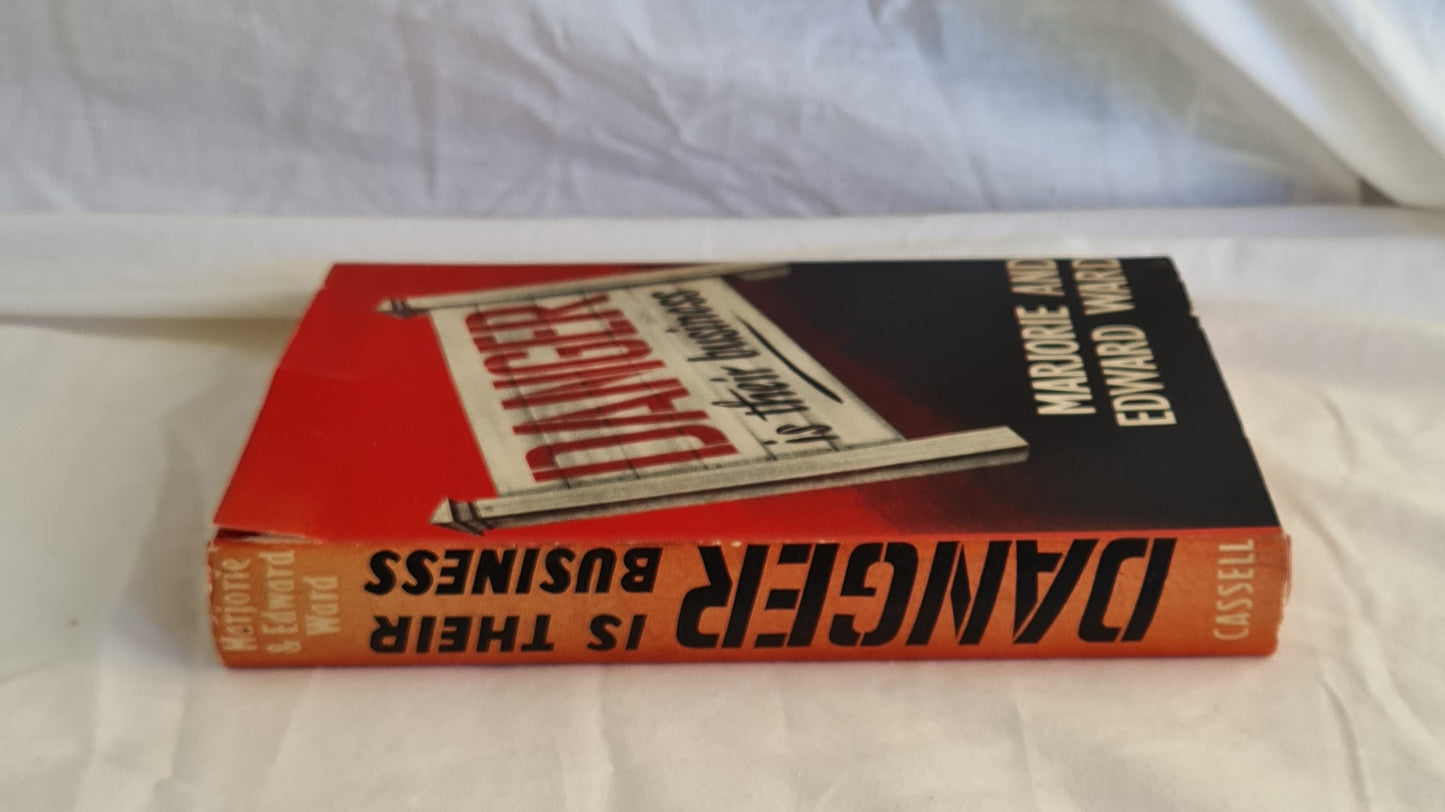 DANGER
is their business
MARJORIE AND
EDWARD WARD
Marjorie
& Edward
Ward
DANGER
IS THEIR
BUSINESS
CASSELL